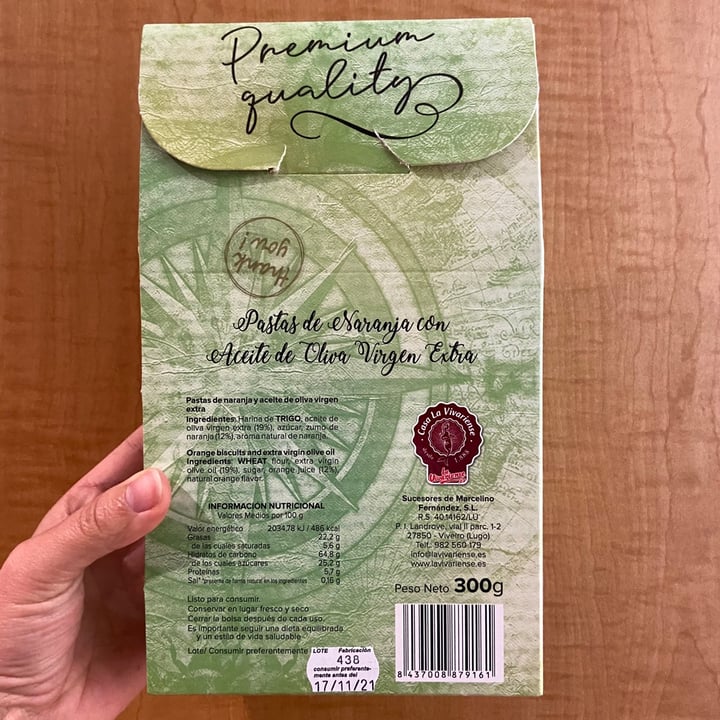 Premium
quality
thank
you!
Pastas de Naranja con
Aceite de Oliva Virgen Extra
Pastas de naranja y aceite de oliva virgen
extra
Ingredientes: Harina de TRIGO, aceite de
oliva virgen extra (19%), azúcar, zumo de
naranja (12%), aroma natural de naranja.
Orange biscuits and extra virgin olive oil
Ingredients: WHEAT flour, extra virgin
olive oil (19%), sugar, orange juice (12%),
natural orange flavor.
INFORMACIÓN NUTRICIONAL
Valores Medios por 100 g
Valor energético 2034,78 kJ / 486 kcal
Grasas 22,2 g
de las cuales saturadas 5,6 g
Hidratos de carbono 64,8 g
de los cuales azúcares 25,2 g
Proteínas 5,7 g
Sal* *presente de forma natural en los ingredientes 0,16 g
Listo para consumir.
Conservar en lugar fresco y seco
Cerrar la bolsa después de cada uso.
Es importante seguir una dieta equilibrada
y un estilo de vida saludable
Lote/ Consumir preferentemente
LOTE Fabricación
438
consumir preferente-
mente antes del
17/11/21
Casa La Vivariense
La Vivariense
Sucesores de Marcelino
Fernández, S.L.
R.S. 40.14162/LU
P. I. Landrove, vial II parc. 1-2
27850 - Viveiro (Lugo)
Telf.: 982 560 179
info@lavivariense.es
www.lavivariense.es
Peso Neto 300g
8 437008 879161